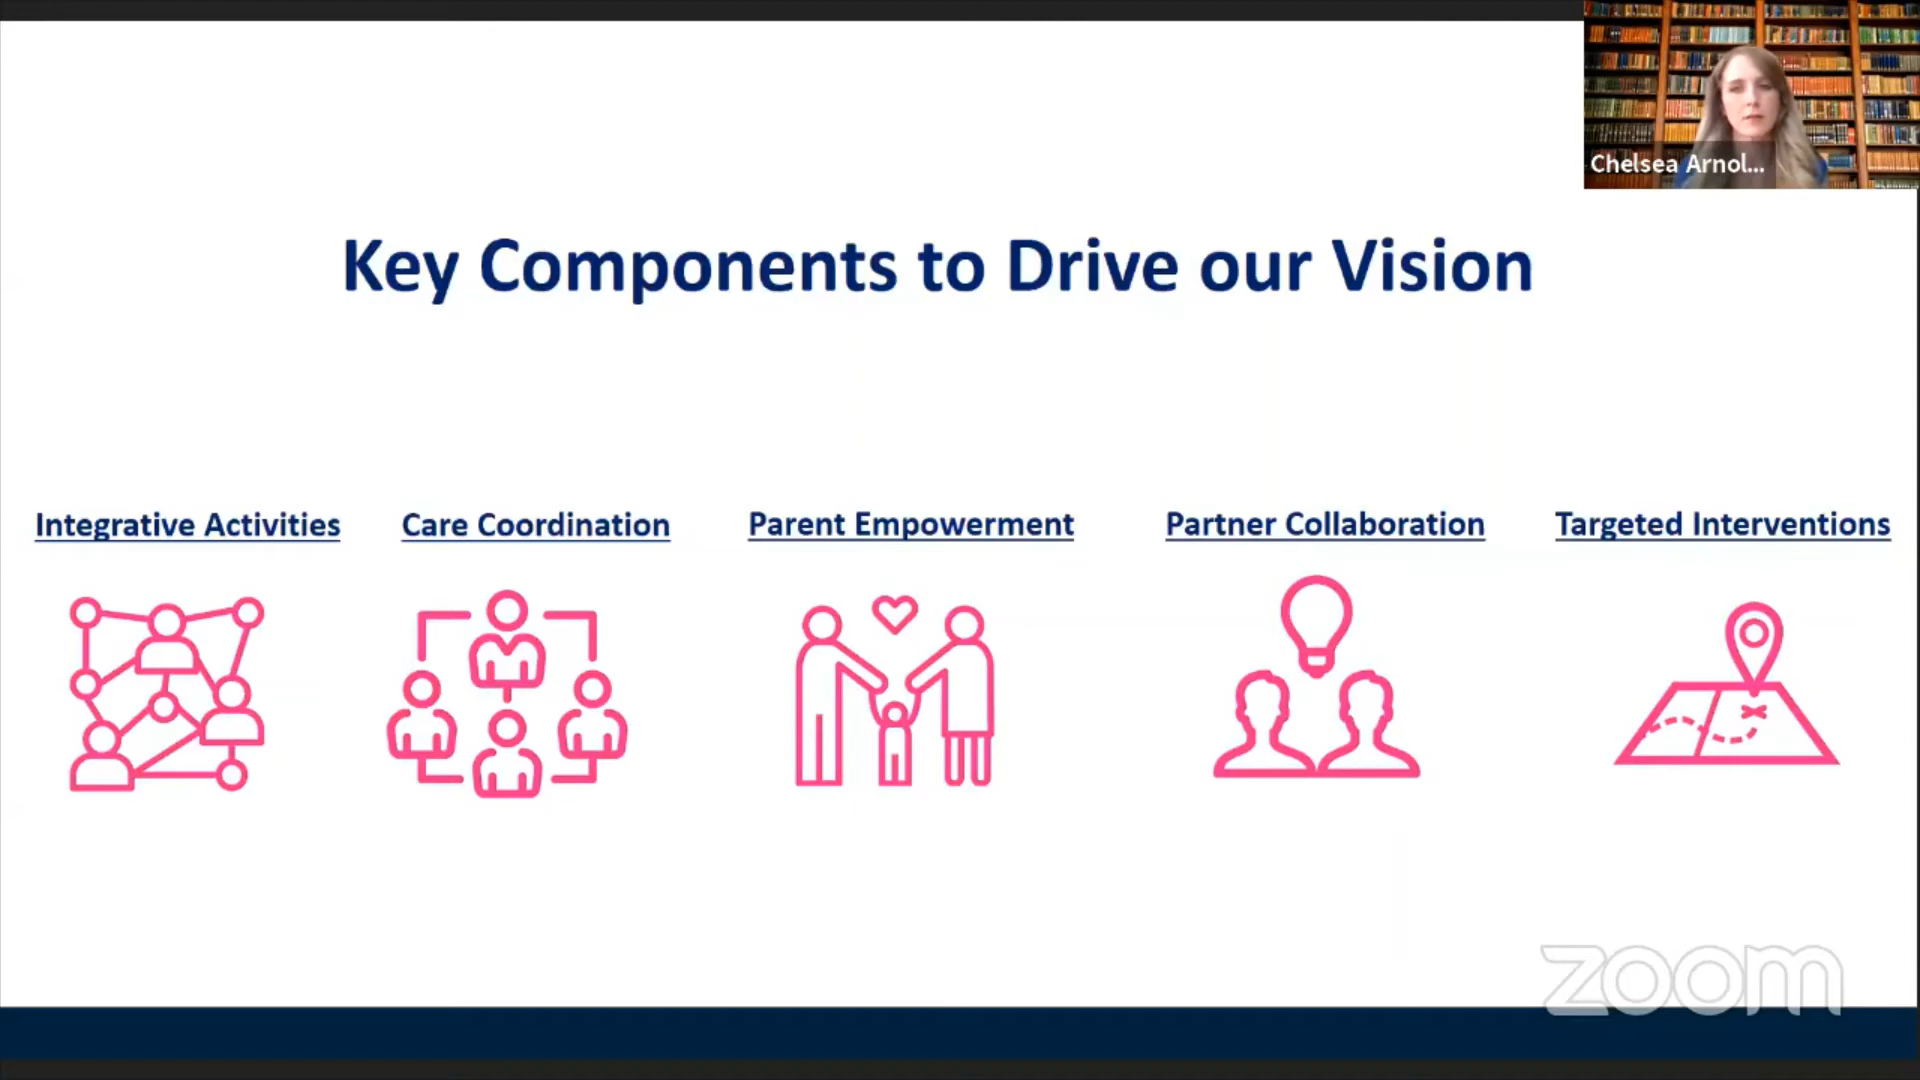 Chelsea Arnol...
Key Components to Drive our Vision
Integrative Activities
Care Coordination
Parent Empowerment
Partner Collaboration
Targeted Interventions
zoom